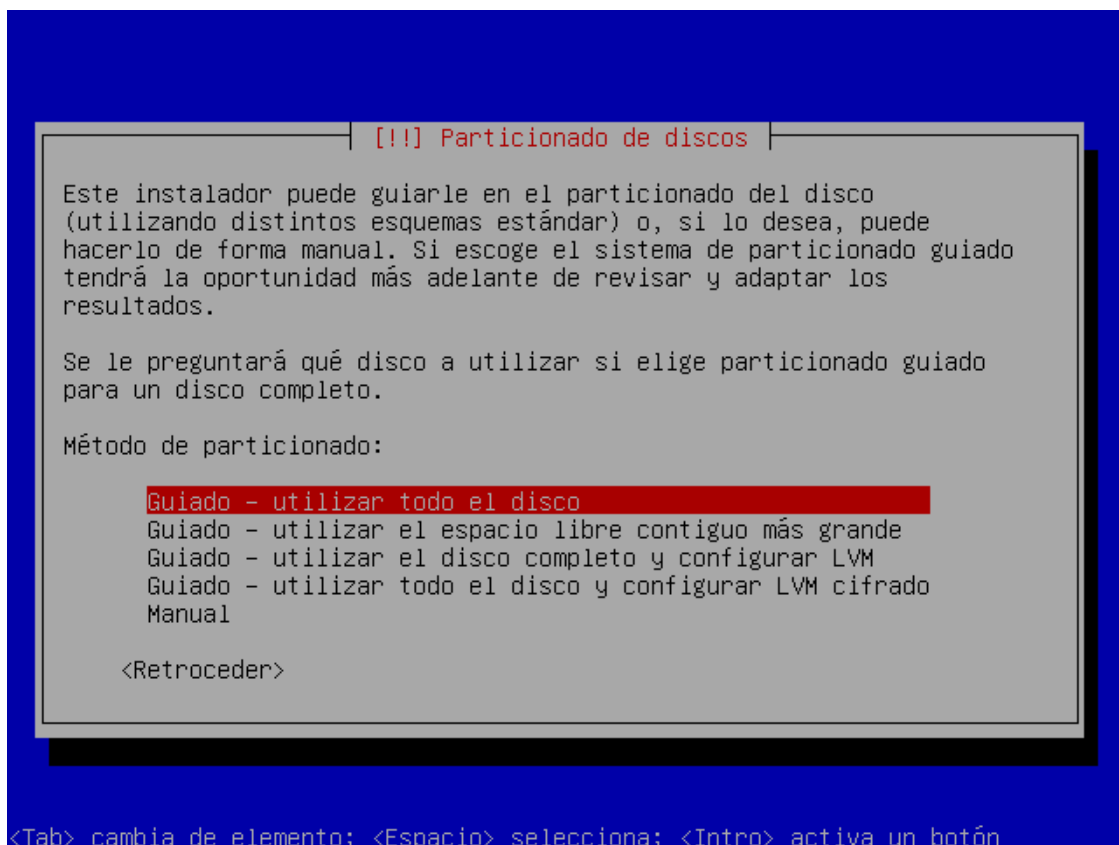 [!!] Particionado de discos
Este instalador puede guiarle en el particionado del disco
(utilizando distintos esquemas estándar) o, si lo desea, puede
hacerlo de forma manual. Si escoge el sistema de particionado guiado
tendrá la oportunidad más adelante de revisar y adaptar los
resultados.
Se le preguntará qué disco a utilizar si elige particionado guiado
para un disco completo.
Método de particionado:
Guiado – utilizar todo el disco
Guiado – utilizar el espacio libre contiguo más grande
Guiado – utilizar el disco completo y configurar LVM
Guiado – utilizar todo el disco y configurar LVM cifrado
Manual
<Retroceder>
<Tab> cambia de elemento; <Espacio> selecciona; <Intro> activa un botón